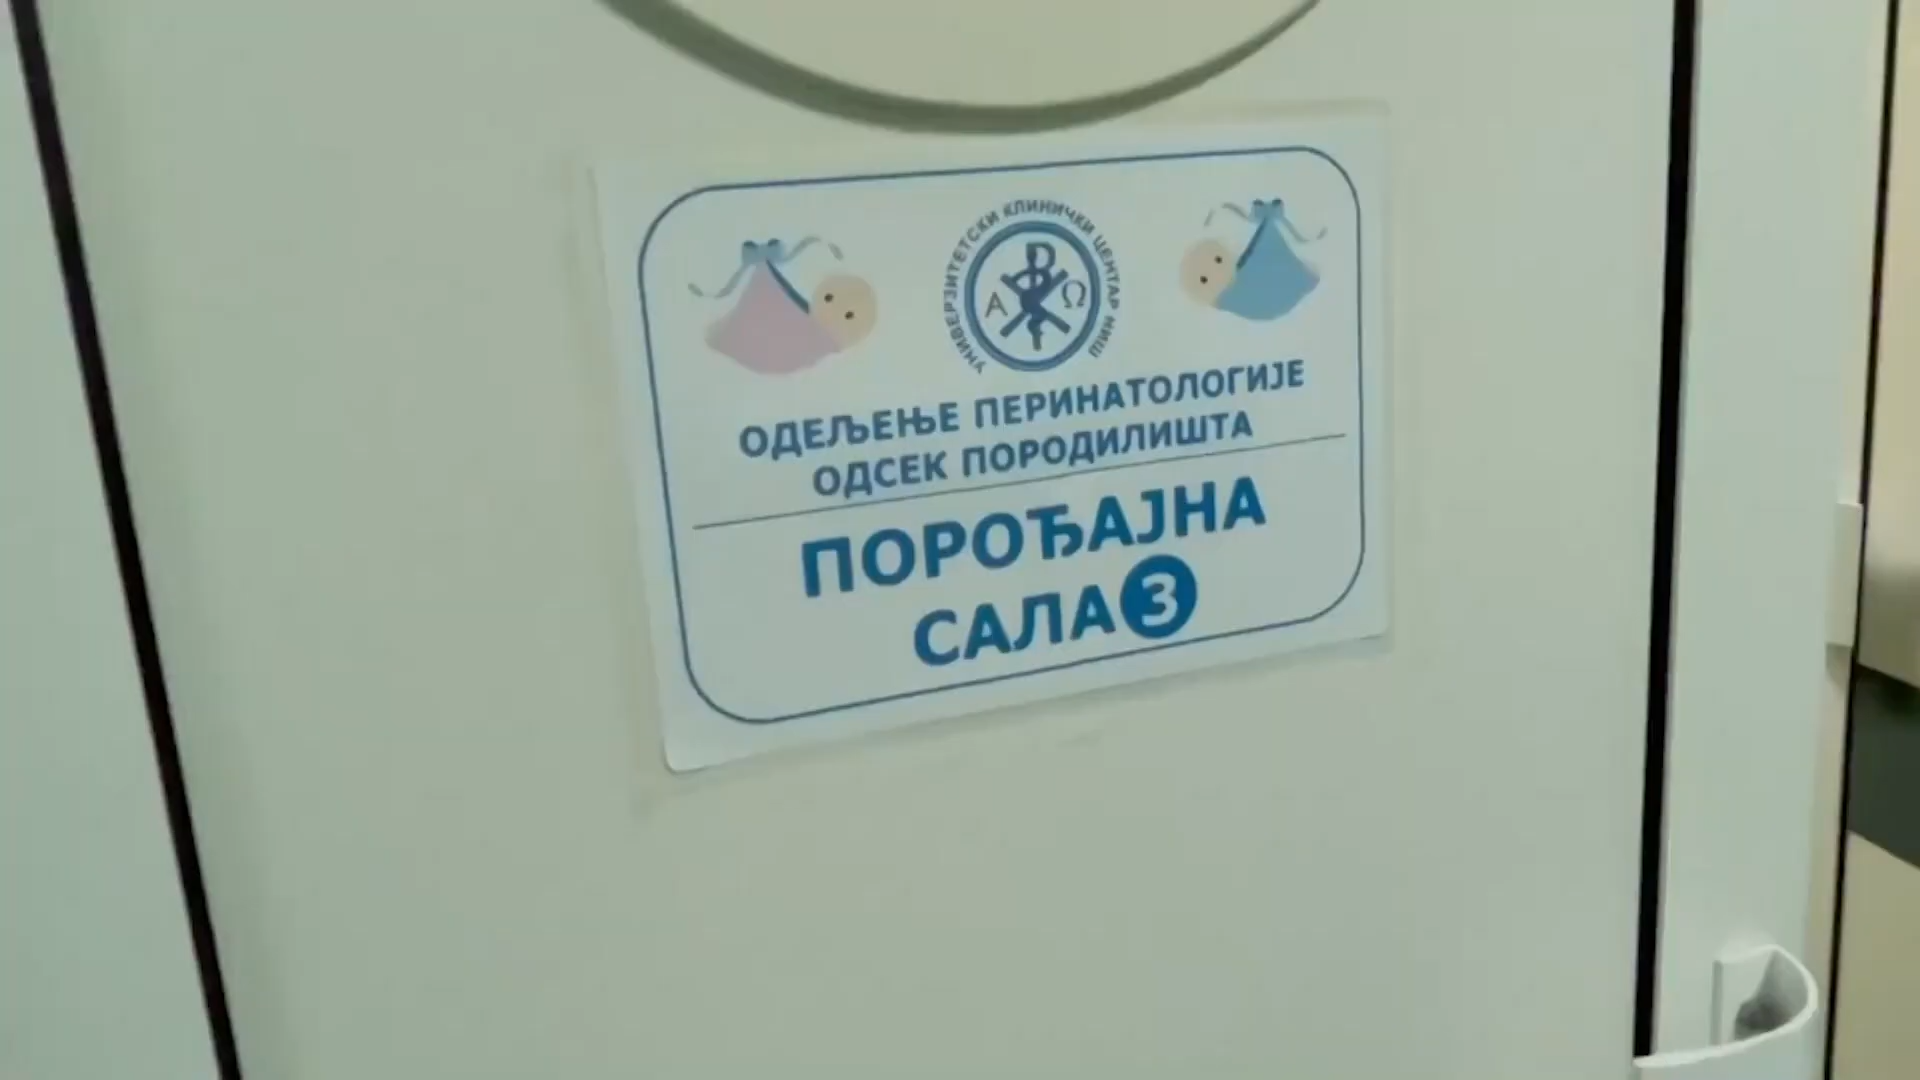 УНИВЕРЗИТЕТСКИ КЛИНИЧКИ ЦЕНТАР НИШ
Α Ω
ОДЕЉЕЊЕ ПЕРИНАТОЛОГИЈЕ
ОДСЕК ПОРОДИЛИШТА
ПОРОЂАЈНА
САЛА 3